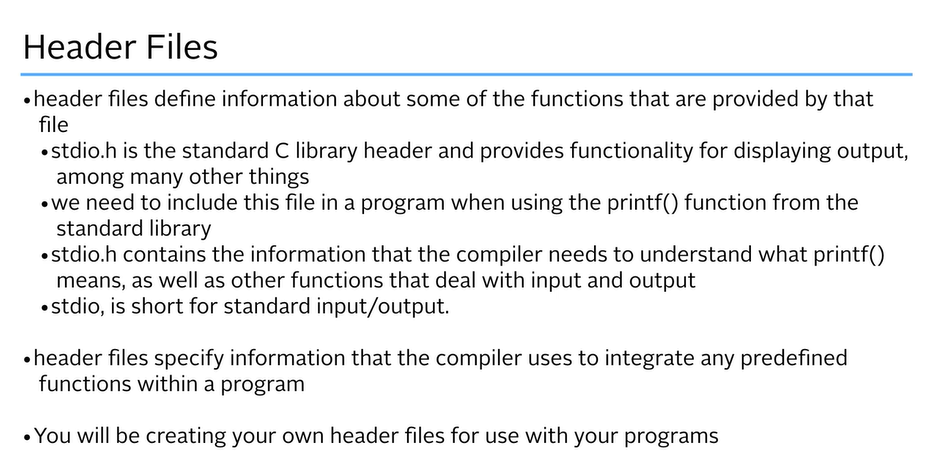 Header Files
•header files define information about some of the functions that are provided by that
file
•stdio.h is the standard C library header and provides functionality for displaying output,
among many other things
•we need to include this file in a program when using the printf() function from the
standard library
•stdio.h contains the information that the compiler needs to understand what printf()
means, as well as other functions that deal with input and output
•stdio, is short for standard input/output.
•header files specify information that the compiler uses to integrate any predefined
functions within a program
•You will be creating your own header files for use with your programs